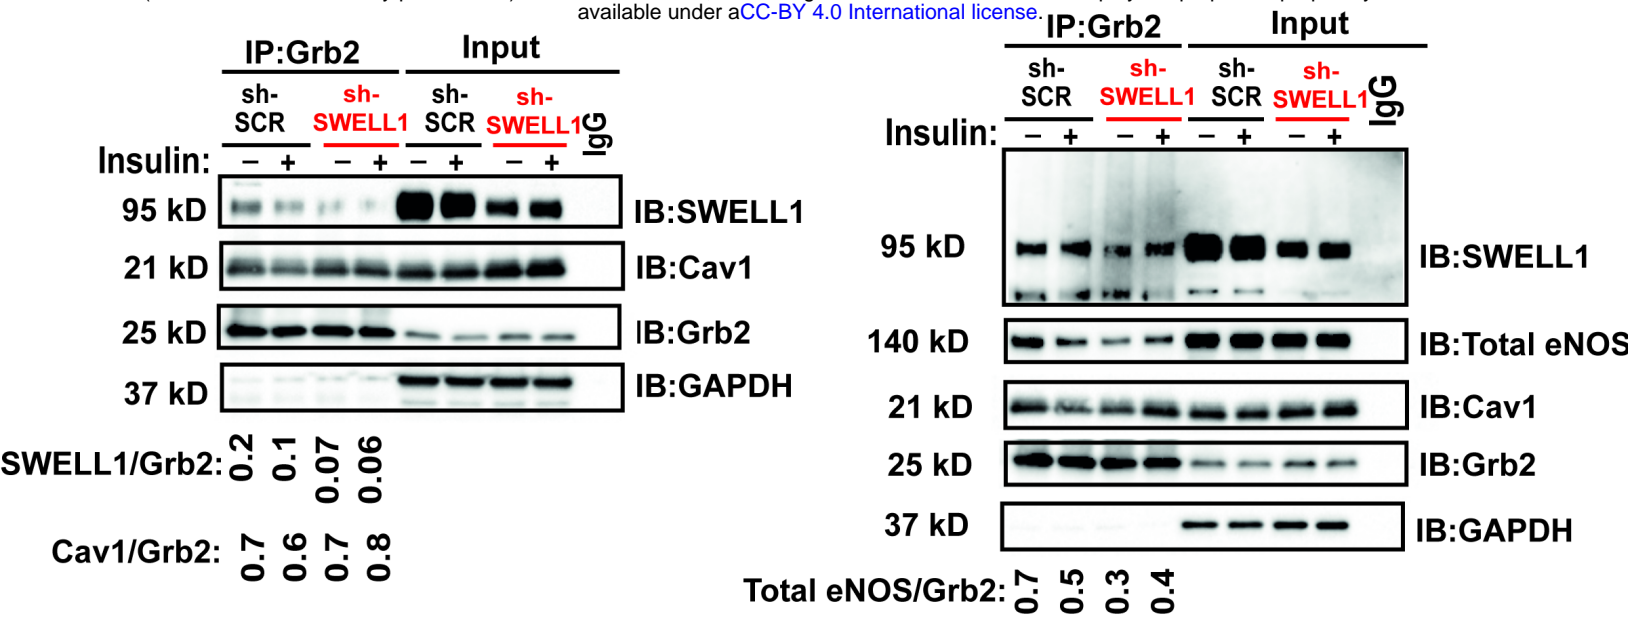 available under aCC-BY 4.0 International license.
IP:Grb2
Input
sh-
SCR
sh-
SWELL1
sh-
SCR
sh-
SWELL1
IgG
Insulin:
– + – + – + – +
95 kD
IB:SWELL1
21 kD
IB:Cav1
25 kD
IB:Grb2
37 kD
IB:GAPDH
SWELL1/Grb2: 0.2 0.1 0.07 0.06
Cav1/Grb2: 0.7 0.6 0.7 0.8
IP:Grb2
Input
sh-
SCR
sh-
SWELL1
sh-
SCR
sh-
SWELL1
IgG
Insulin:
– + – + – + – +
95 kD
IB:SWELL1
140 kD
IB:Total eNOS
21 kD
IB:Cav1
25 kD
IB:Grb2
37 kD
IB:GAPDH
Total eNOS/Grb2: 0.7 0.5 0.3 0.4